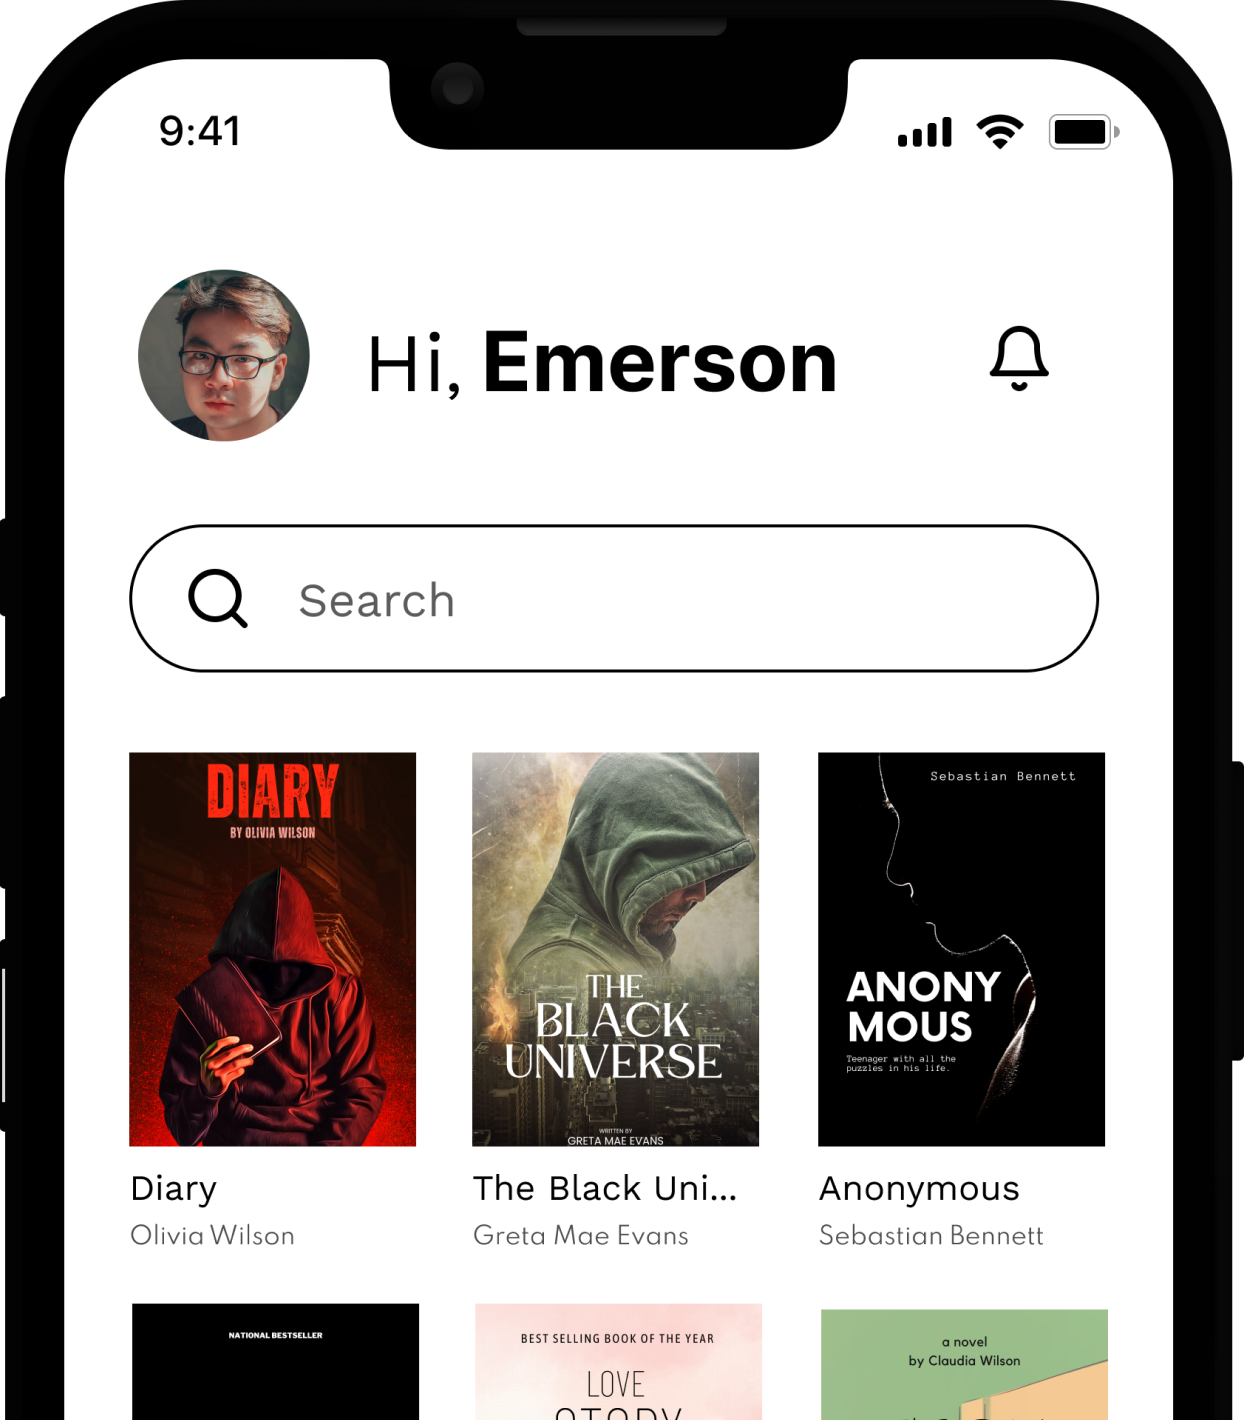 9:41
Hi, Emerson
Search
DIARY
BY OLIVIA WILSON
THE
BLACK
UNIVERSE
WRITTEN BY
GRETA MAE EVANS
Sebastian Bennett
ANONY
MOUS
Teenager with all the
puzzles in his life.
Diary
Olivia Wilson
The Black Uni...
Greta Mae Evans
Anonymous
Sebastian Bennett
NATIONAL BESTSELLER
BEST SELLING BOOK OF THE YEAR
LOVE
STORY
a novel
by Claudia Wilson